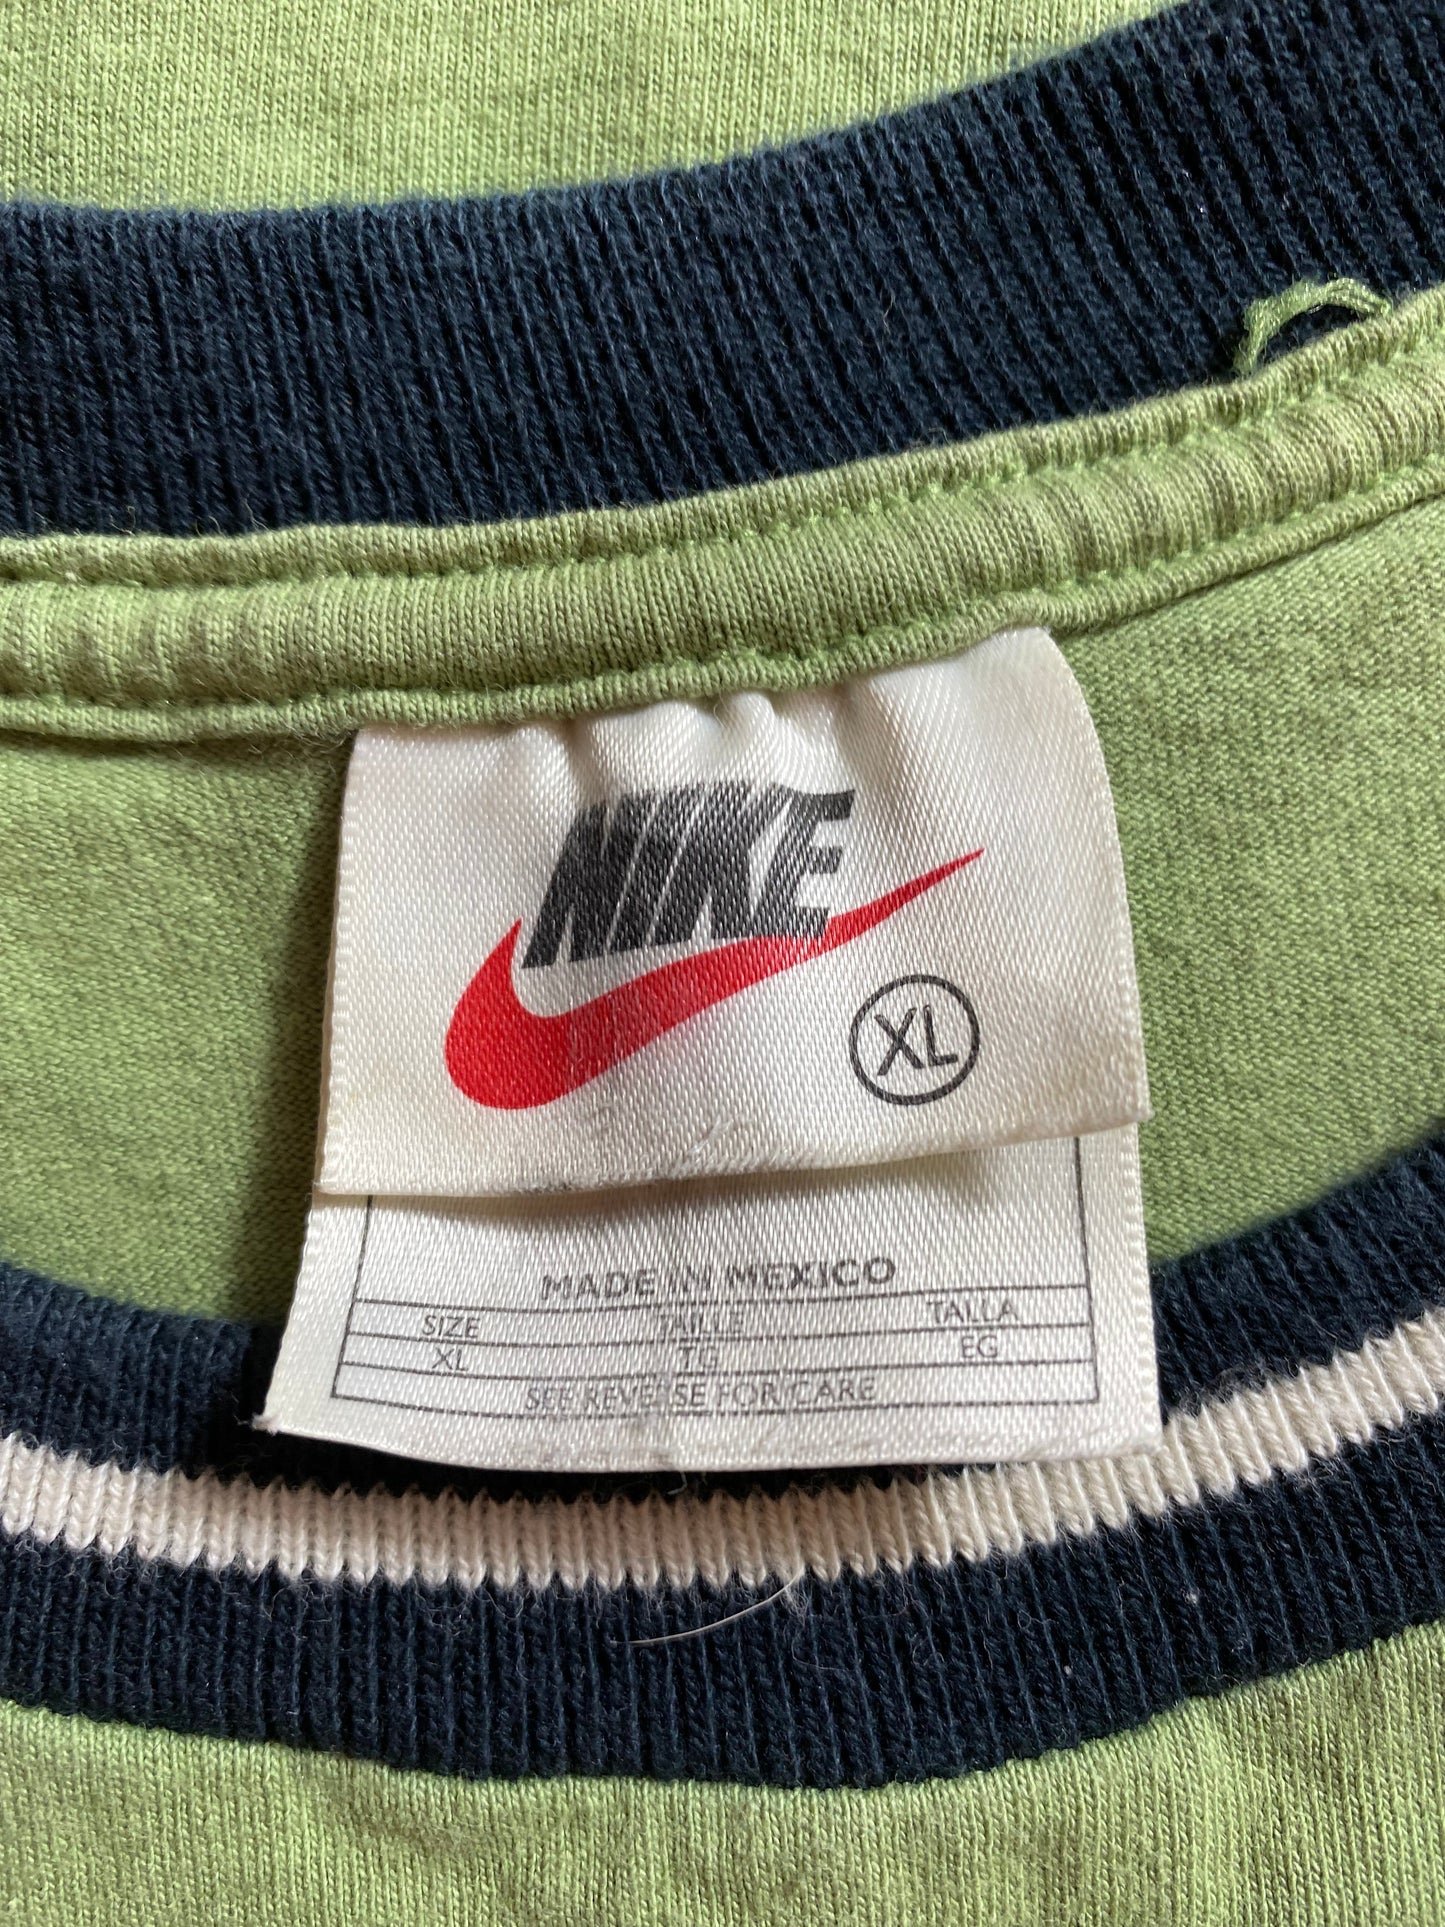 NIKE
XL
MADE IN MEXICO
SIZE TAILLE TALLA
XL TG EG
SEE REVERSE FOR CARE